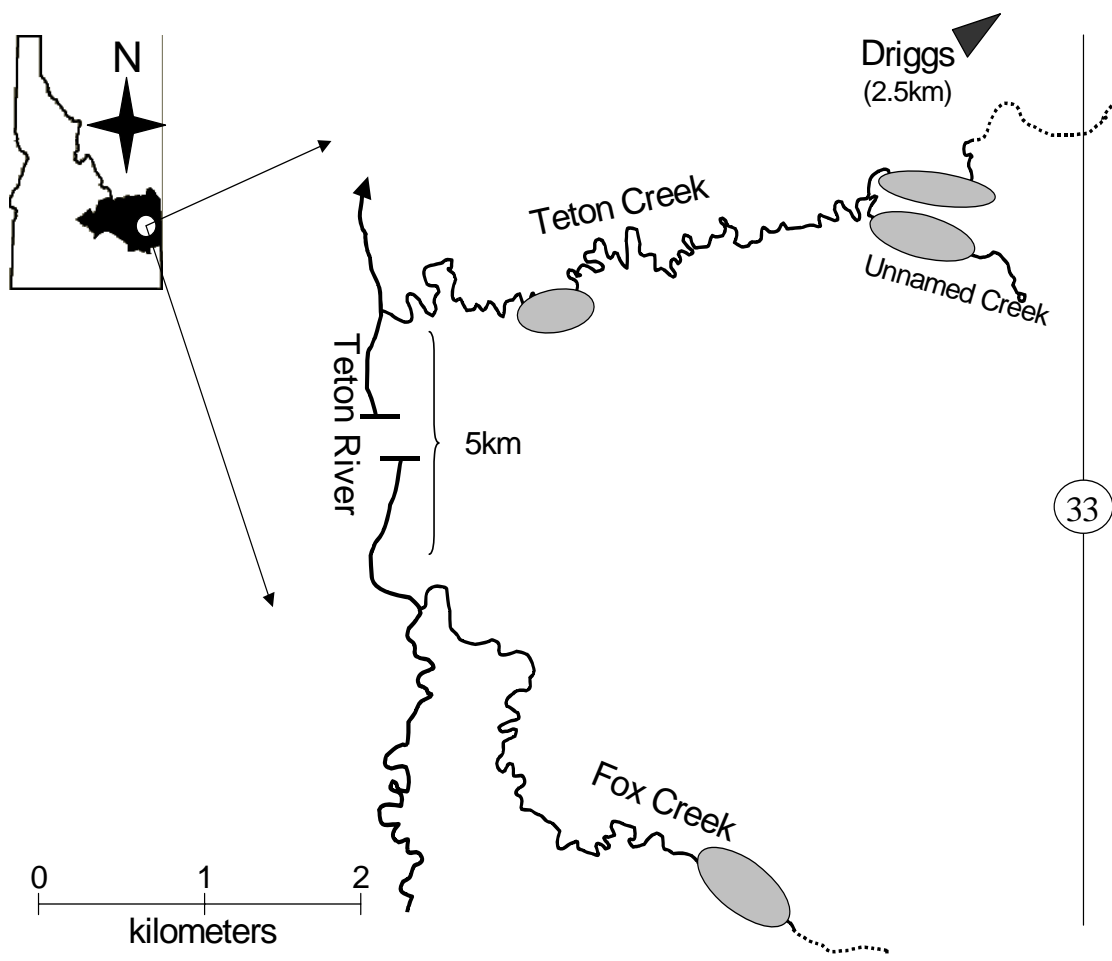 N
Driggs
(2.5km)
Teton Creek
Unnamed Creek
Teton River
5km
33
Fox Creek
0 1 2
kilometers